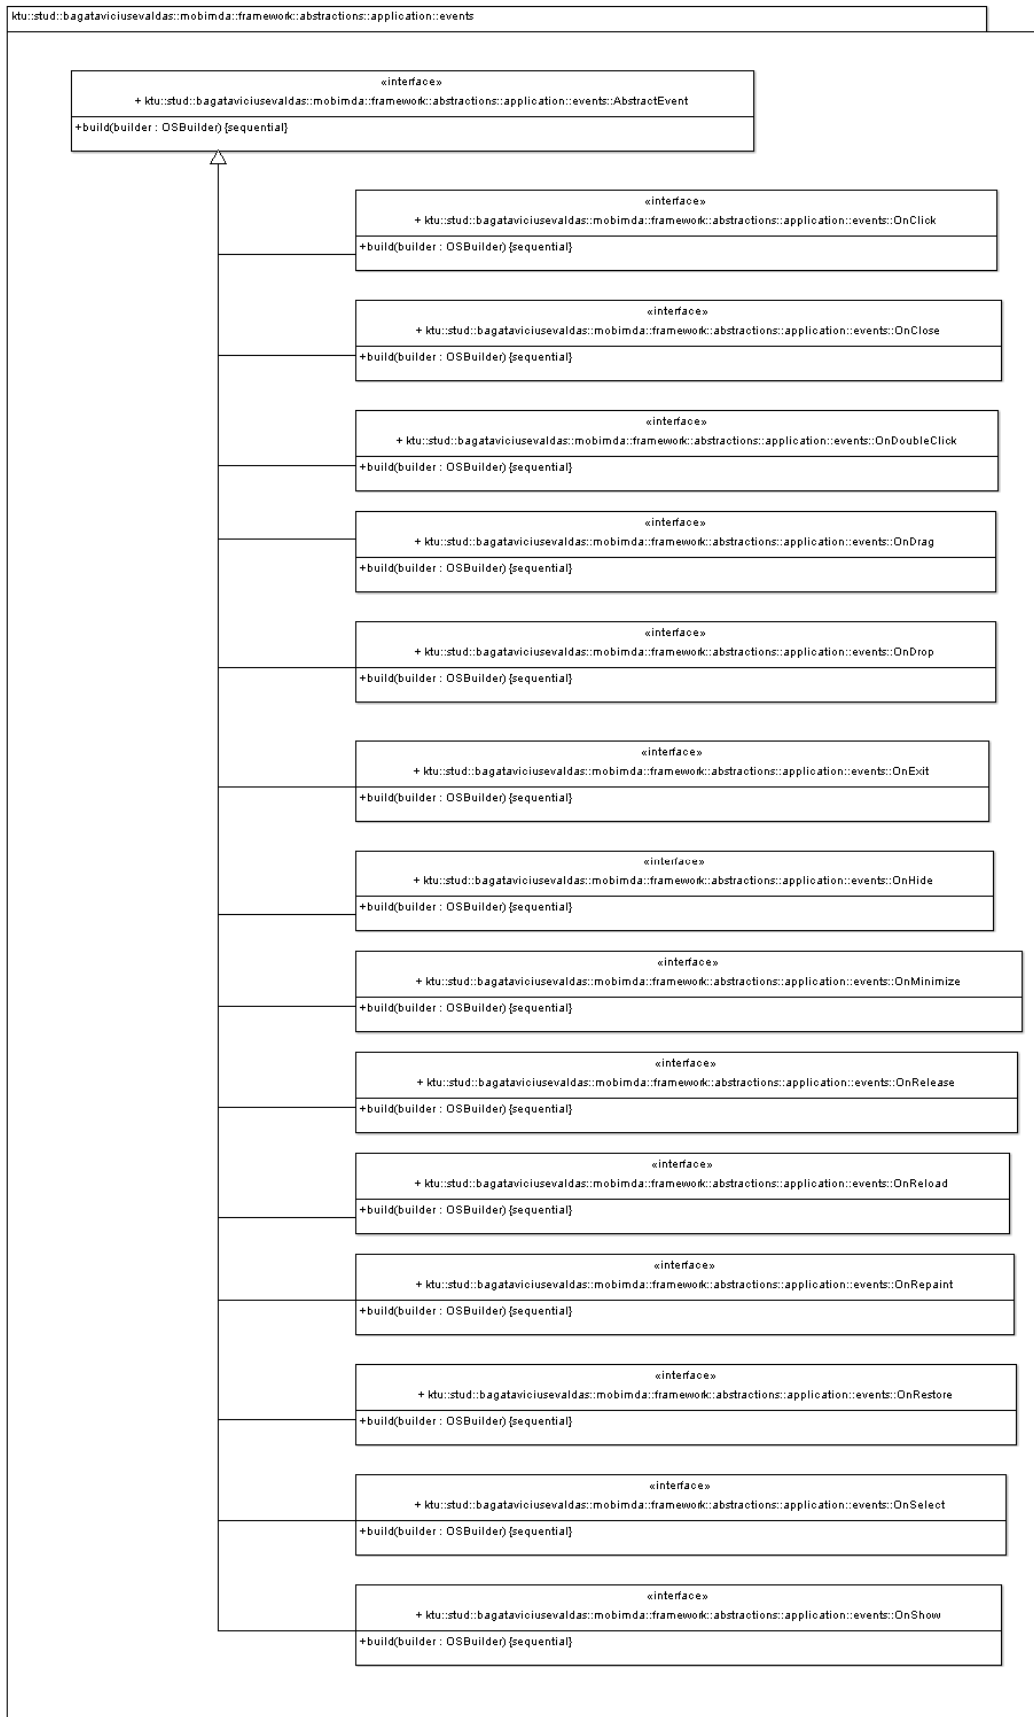 ktu::stud::bagataviciusevaldas::mobimda::framework::abstractions::application::events
«interface»
+ ktu::stud::bagataviciusevaldas::mobimda::framework::abstractions::application::events::AbstractEvent
+build(builder : OSBuilder) {sequential}
«interface»
+ ktu::stud::bagataviciusevaldas::mobimda::framework::abstractions::application::events::OnClick
+build(builder : OSBuilder) {sequential}
«interface»
+ ktu::stud::bagataviciusevaldas::mobimda::framework::abstractions::application::events::OnClose
+build(builder : OSBuilder) {sequential}
«interface»
+ ktu::stud::bagataviciusevaldas::mobimda::framework::abstractions::application::events::OnDoubleClick
+build(builder : OSBuilder) {sequential}
«interface»
+ ktu::stud::bagataviciusevaldas::mobimda::framework::abstractions::application::events::OnDrag
+build(builder : OSBuilder) {sequential}
«interface»
+ ktu::stud::bagataviciusevaldas::mobimda::framework::abstractions::application::events::OnDrop
+build(builder : OSBuilder) {sequential}
«interface»
+ ktu::stud::bagataviciusevaldas::mobimda::framework::abstractions::application::events::OnExit
+build(builder : OSBuilder) {sequential}
«interface»
+ ktu::stud::bagataviciusevaldas::mobimda::framework::abstractions::application::events::OnHide
+build(builder : OSBuilder) {sequential}
«interface»
+ ktu::stud::bagataviciusevaldas::mobimda::framework::abstractions::application::events::OnMinimize
+build(builder : OSBuilder) {sequential}
«interface»
+ ktu::stud::bagataviciusevaldas::mobimda::framework::abstractions::application::events::OnRelease
+build(builder : OSBuilder) {sequential}
«interface»
+ ktu::stud::bagataviciusevaldas::mobimda::framework::abstractions::application::events::OnReload
+build(builder : OSBuilder) {sequential}
«interface»
+ ktu::stud::bagataviciusevaldas::mobimda::framework::abstractions::application::events::OnRepaint
+build(builder : OSBuilder) {sequential}
«interface»
+ ktu::stud::bagataviciusevaldas::mobimda::framework::abstractions::application::events::OnRestore
+build(builder : OSBuilder) {sequential}
«interface»
+ ktu::stud::bagataviciusevaldas::mobimda::framework::abstractions::application::events::OnSelect
+build(builder : OSBuilder) {sequential}
«interface»
+ ktu::stud::bagataviciusevaldas::mobimda::framework::abstractions::application::events::OnShow
+build(builder : OSBuilder) {sequential}